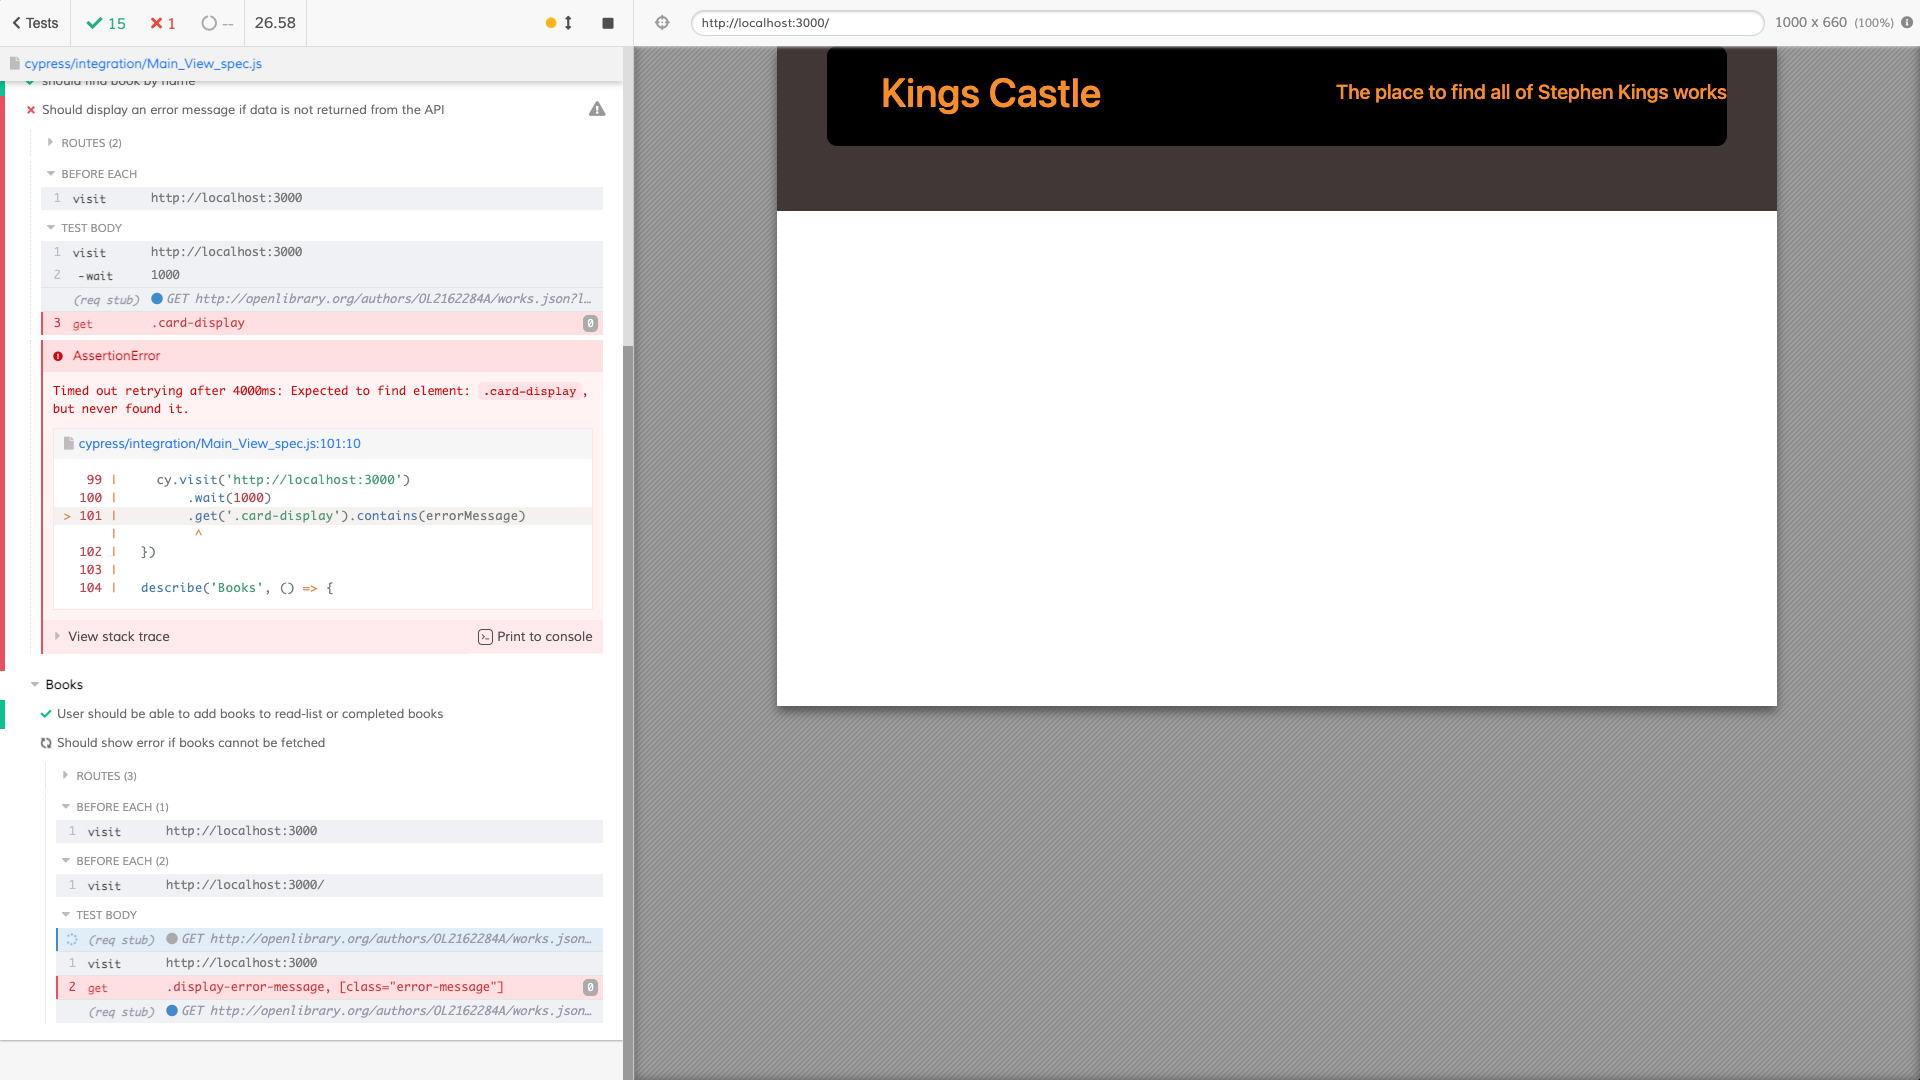 Tests
15
1
--
26.58
http://localhost:3000/
1000 x 660 (100%)
cypress/integration/Main_View_spec.js
should find book by name
Should display an error message if data is not returned from the API
ROUTES (2)
BEFORE EACH
1 visit http://localhost:3000
TEST BODY
1 visit http://localhost:3000
2 -wait 1000
(req stub) GET http://openlibrary.org/authors/OL2162284A/works.json?l…
3 get .card-display 0
AssertionError
Timed out retrying after 4000ms: Expected to find element: .card-display,
but never found it.
cypress/integration/Main_View_spec.js:101:10
99 | cy.visit('http://localhost:3000')
100 | .wait(1000)
> 101 | .get('.card-display').contains(errorMessage)
| ^
102 | })
103 |
104 | describe('Books', () => {
View stack trace
Print to console
Books
User should be able to add books to read-list or completed books
Should show error if books cannot be fetched
ROUTES (3)
BEFORE EACH (1)
1 visit http://localhost:3000
BEFORE EACH (2)
1 visit http://localhost:3000/
TEST BODY
(req stub) GET http://openlibrary.org/authors/OL2162284A/works.json…
1 visit http://localhost:3000
2 get .display-error-message, [class="error-message"] 0
(req stub) GET http://openlibrary.org/authors/OL2162284A/works.json…
Kings Castle
The place to find all of Stephen Kings works